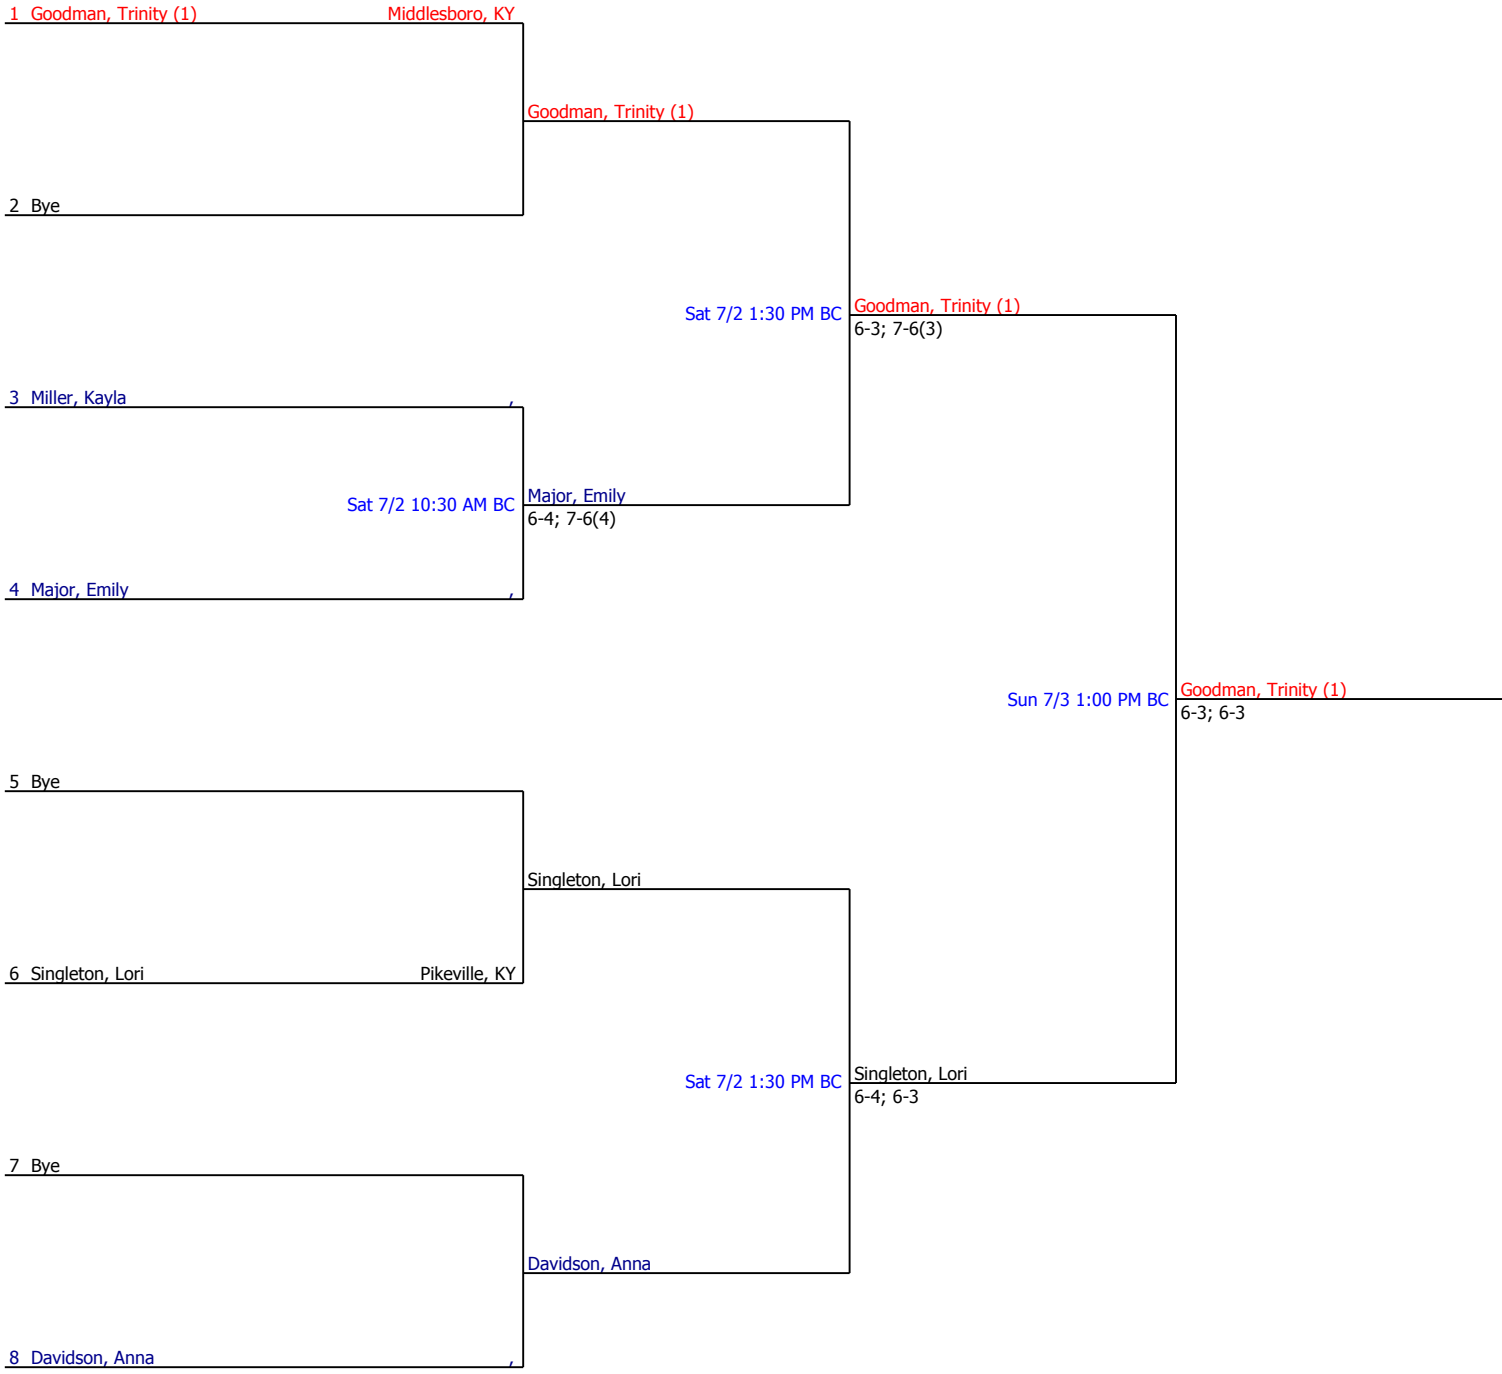 1 Goodman, Trinity (1) Middlesboro, KY
Goodman, Trinity (1)
2 Bye
Sat 7/2 1:30 PM BC Goodman, Trinity (1)
6-3; 7-6(3)
3 Miller, Kayla ,
Sat 7/2 10:30 AM BC Major, Emily
6-4; 7-6(4)
4 Major, Emily ,
Sun 7/3 1:00 PM BC Goodman, Trinity (1)
6-3; 6-3
5 Bye
Singleton, Lori
6 Singleton, Lori Pikeville, KY
Sat 7/2 1:30 PM BC Singleton, Lori
6-4; 6-3
7 Bye
Davidson, Anna
8 Davidson, Anna ,